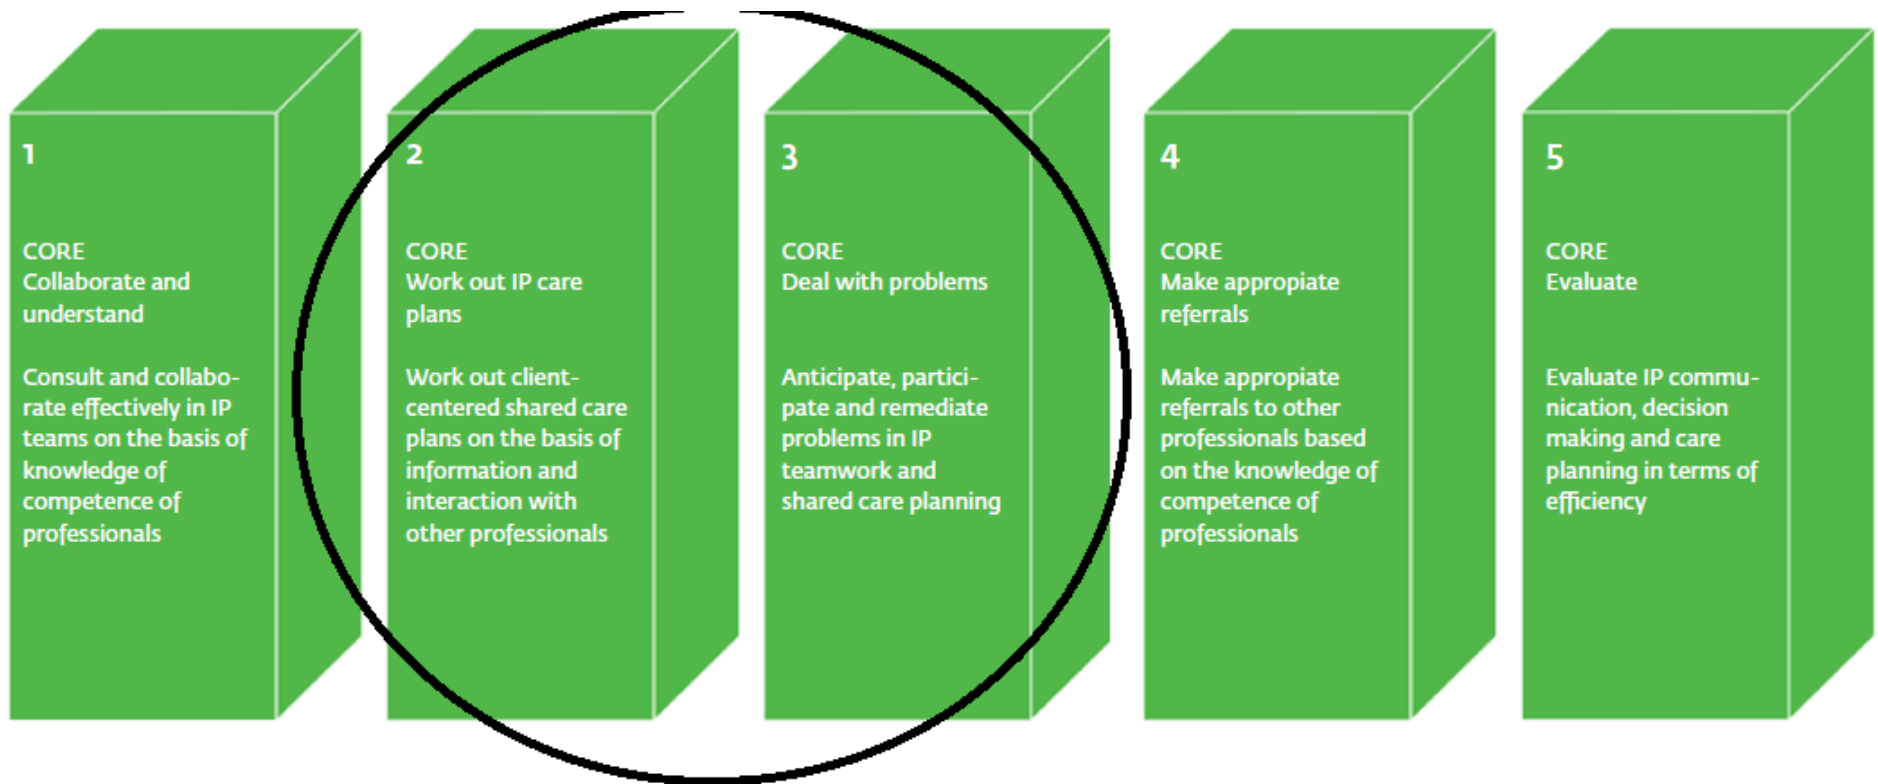 1
CORE
Collaborate and
understand
Consult and collabo-
rate effectively in IP
teams on the basis of
knowledge of
competence of
professionals
2
CORE
Work out IP care
plans
Work out client-
centered shared care
plans on the basis of
information and
interaction with
other professionals
3
CORE
Deal with problems
Anticipate, partici-
pate and remediate
problems in IP
teamwork and
shared care planning
4
CORE
Make appropiate
referrals
Make appropiate
referrals to other
professionals based
on the knowledge of
competence of
professionals
5
CORE
Evaluate
Evaluate IP commu-
nication, decision
making and care
planning in terms of
efficiency